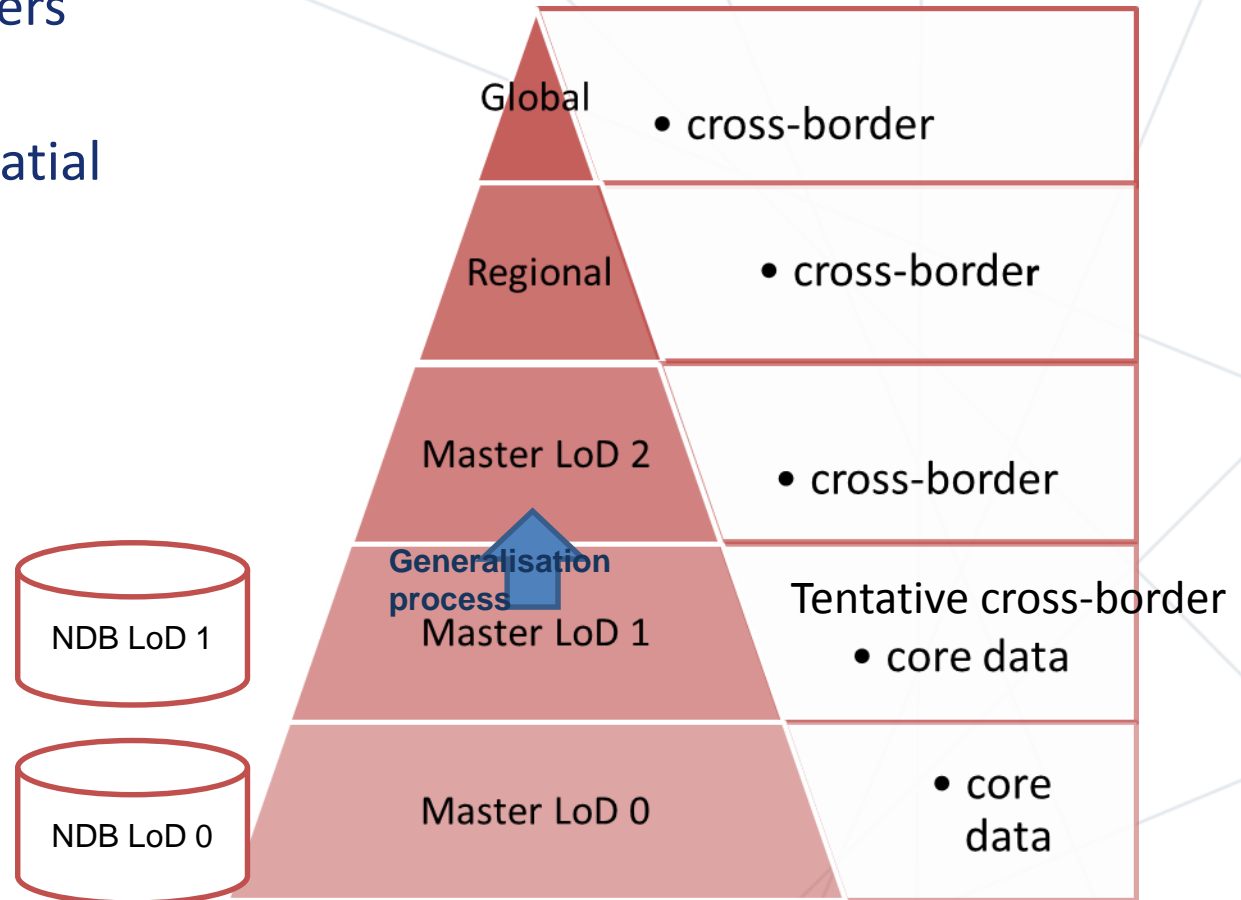 ers
atial
Global
• cross-border
Regional
• cross-border
Master LoD 2
• cross-border
Generalisation
process
Master LoD 1
Tentative cross-border
• core data
NDB LoD 1
Master LoD 0
• core
data
NDB LoD 0